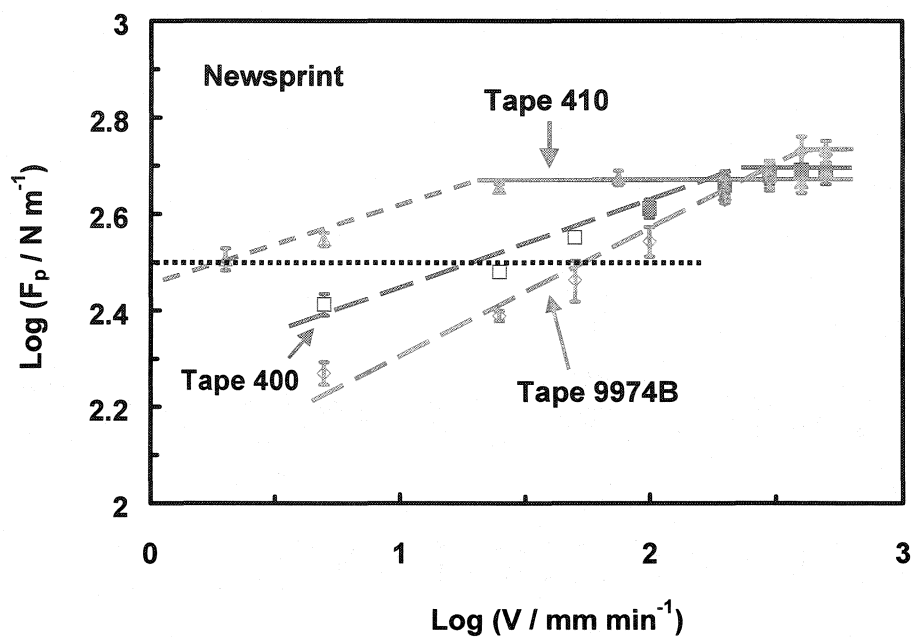 3
Newsprint
Tape 410
2.8
2.6
Log (Fp / N m-1)
2.4
Tape 400
Tape 9974B
2.2
2
0 1 2 3
Log (V / mm min-1)